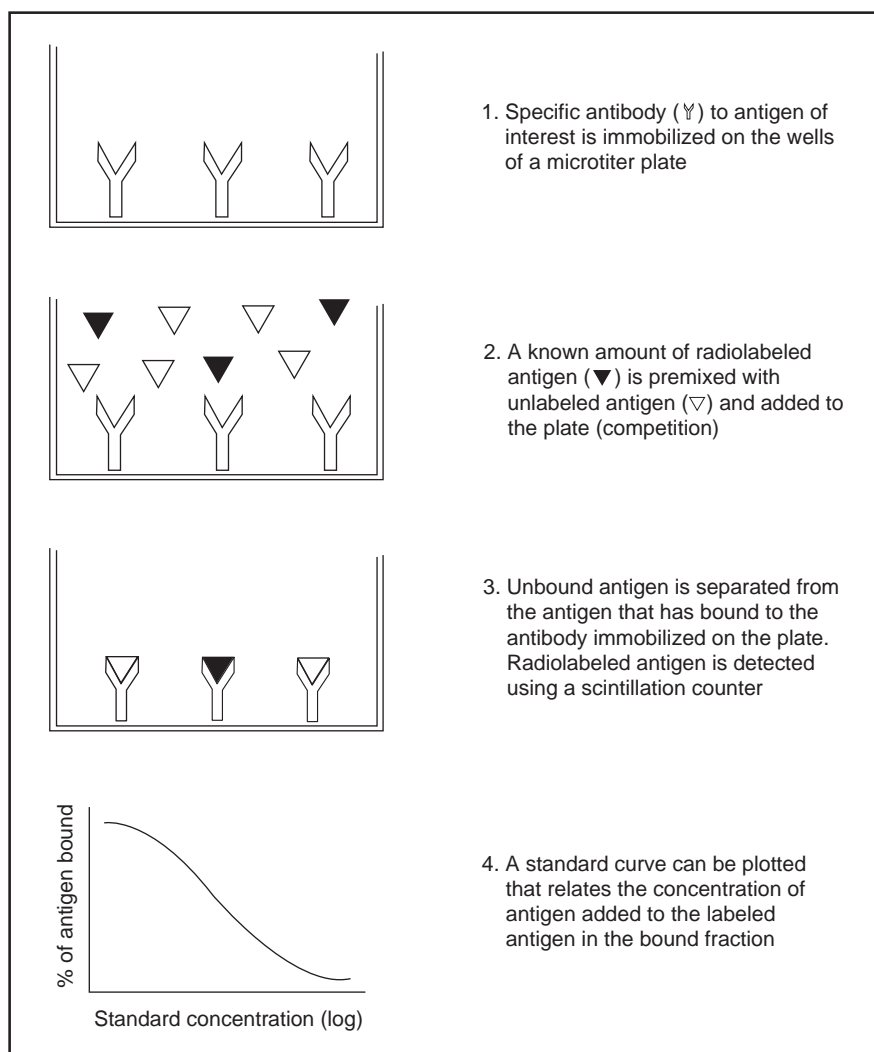 1. Specific antibody (Y) to antigen of
interest is immobilized on the wells
of a microtiter plate
2. A known amount of radiolabeled
antigen (▼) is premixed with
unlabeled antigen (▽) and added to
the plate (competition)
3. Unbound antigen is separated from
the antigen that has bound to the
antibody immobilized on the plate.
Radiolabeled antigen is detected
using a scintillation counter
% of antigen bound
Standard concentration (log)
4. A standard curve can be plotted
that relates the concentration of
antigen added to the labeled
antigen in the bound fraction